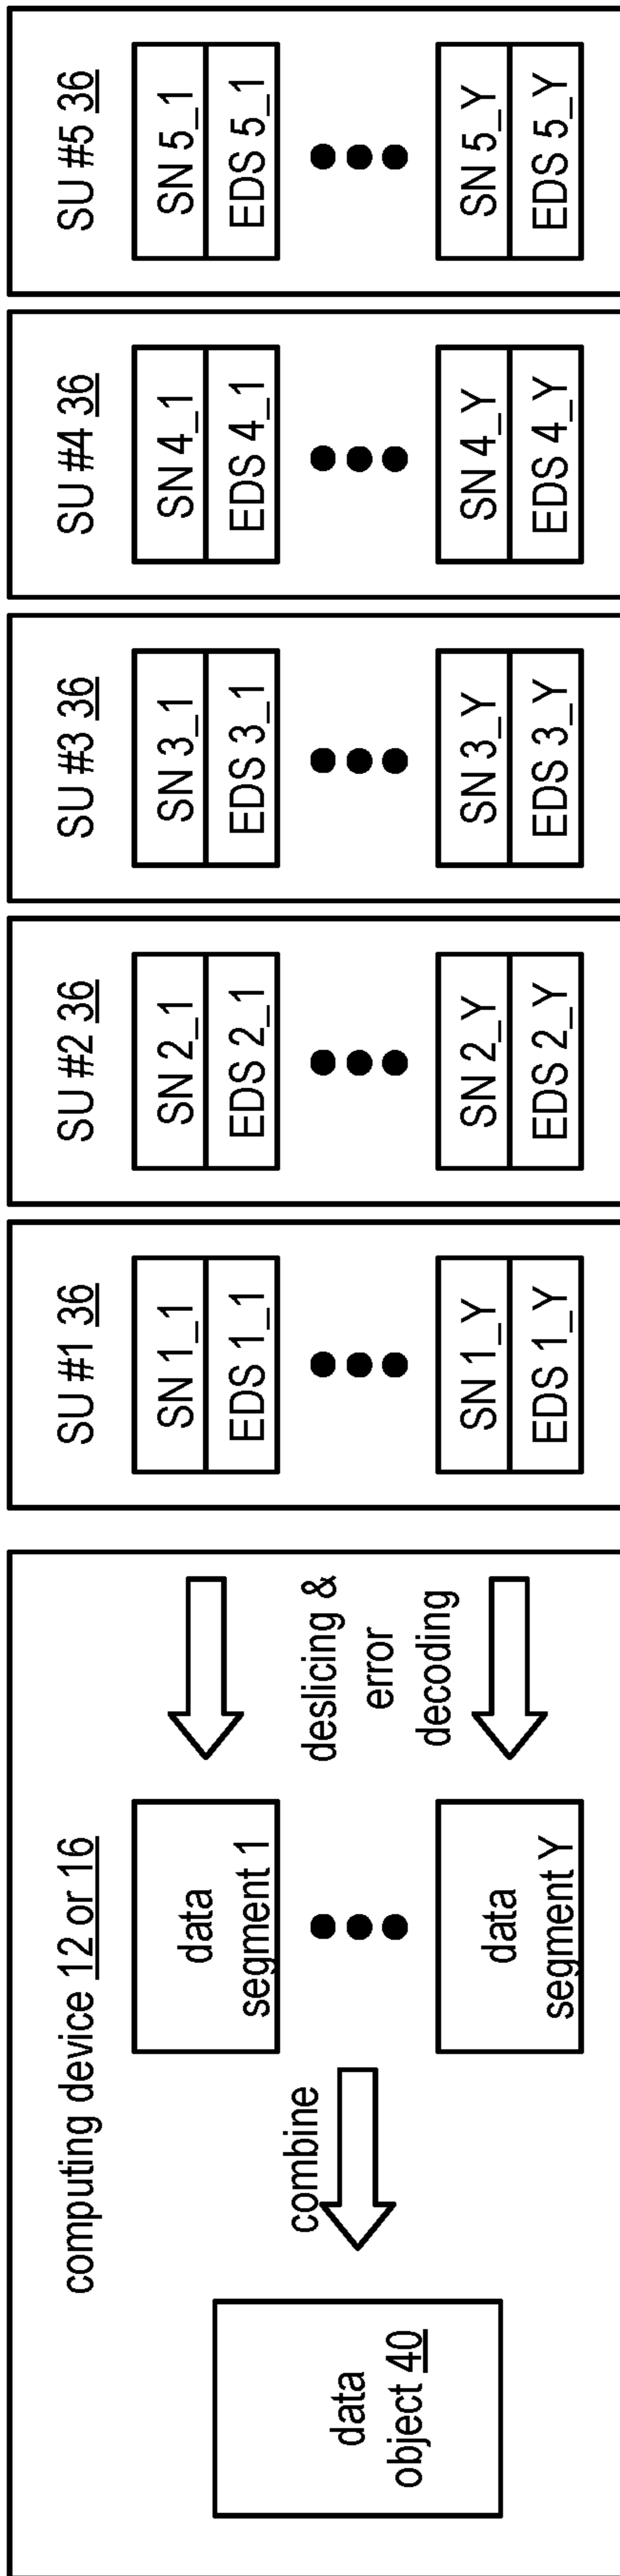 computing device 12 or 16
data
object 40
combine
data
segment 1
data
segment Y
deslicing &
error
decoding
SU #1 36
SN 1_1
EDS 1_1
SN 1_Y
EDS 1_Y
SU #2 36
SN 2_1
EDS 2_1
SN 2_Y
EDS 2_Y
SU #3 36
SN 3_1
EDS 3_1
SN 3_Y
EDS 3_Y
SU #4 36
SN 4_1
EDS 4_1
SN 4_Y
EDS 4_Y
SU #5 36
SN 5_1
EDS 5_1
SN 5_Y
EDS 5_Y